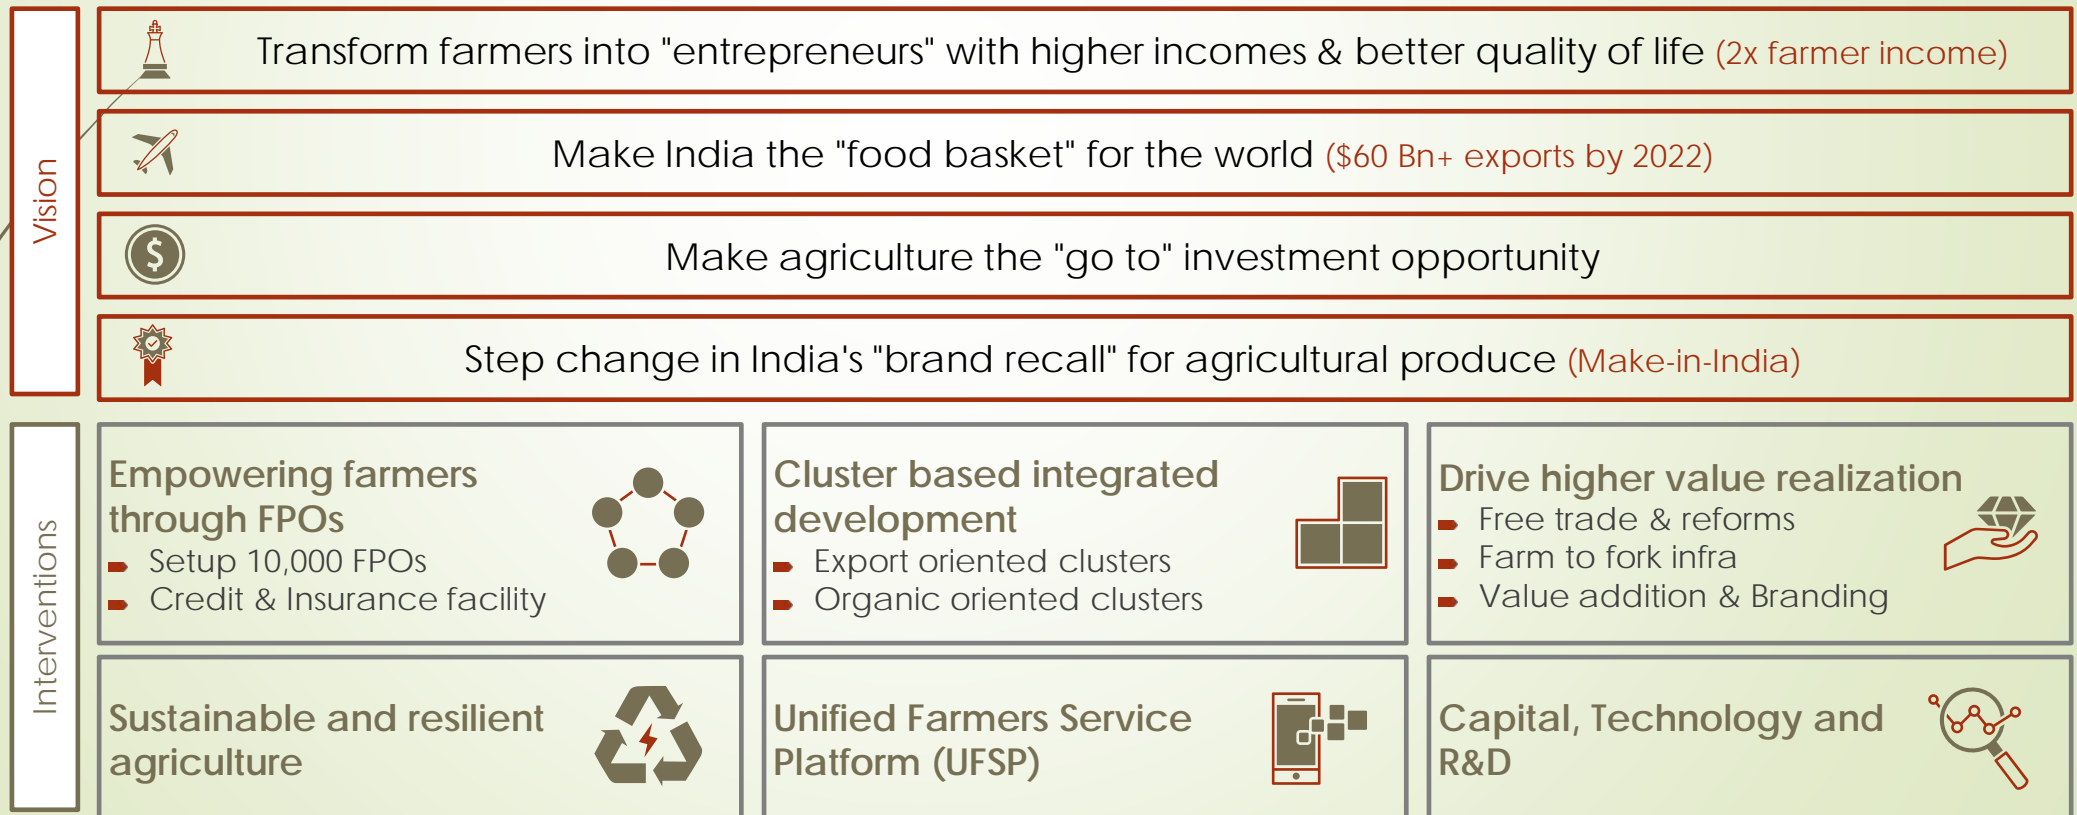 Vision
Transform farmers into "entrepreneurs" with higher incomes & better quality of life (2x farmer income)
Make India the "food basket" for the world ($60 Bn+ exports by 2022)
$
Make agriculture the "go to" investment opportunity
Step change in India's "brand recall" for agricultural produce (Make-in-India)
Interventions
Empowering farmers
through FPOs
Setup 10,000 FPOs
Credit & Insurance facility
Cluster based integrated
development
Export oriented clusters
Organic oriented clusters
Drive higher value realization
Free trade & reforms
Farm to fork infra
Value addition & Branding
Sustainable and resilient
agriculture
Unified Farmers Service
Platform (UFSP)
Capital, Technology and
R&D